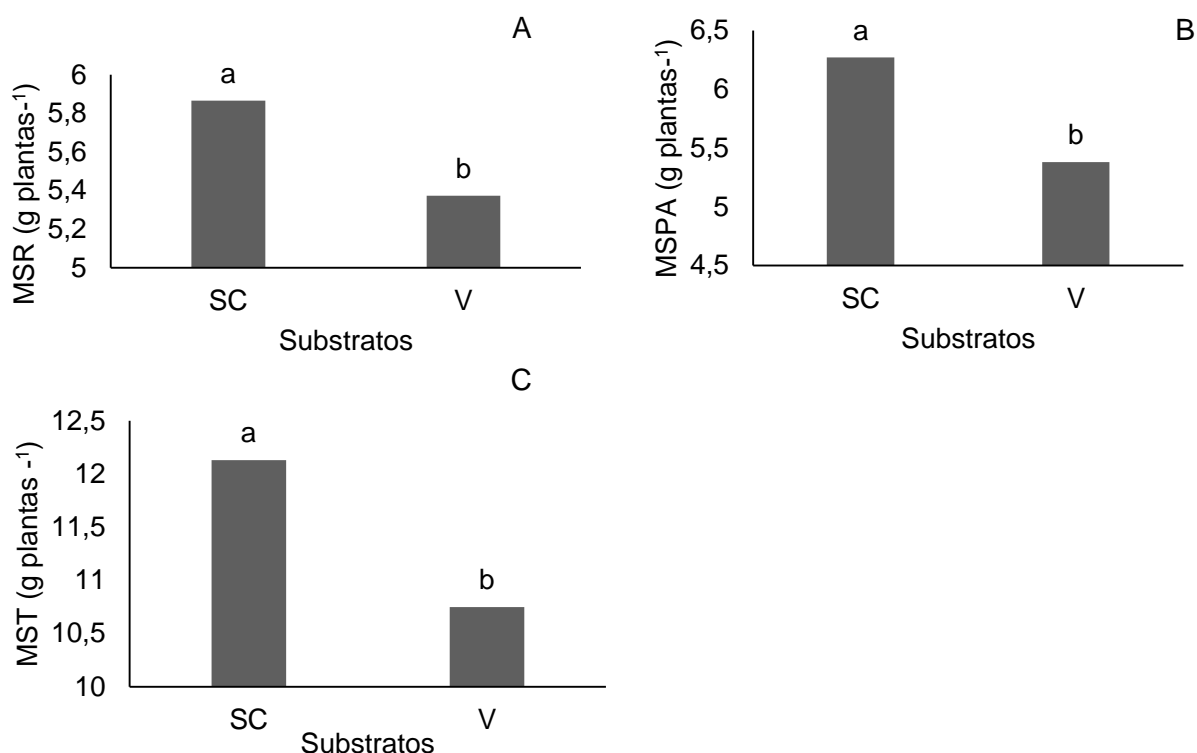 A
MSR (g plantas-¹)
6
5,8
5,6
5,4
5,2
5
a
b
SC
V
Substratos
B
MSPA (g plantas-¹)
6,5
6
5,5
5
4,5
a
b
SC
V
Substratos
C
MST (g plantas -¹)
12,5
12
11,5
11
10,5
10
a
b
SC
V
Substratos